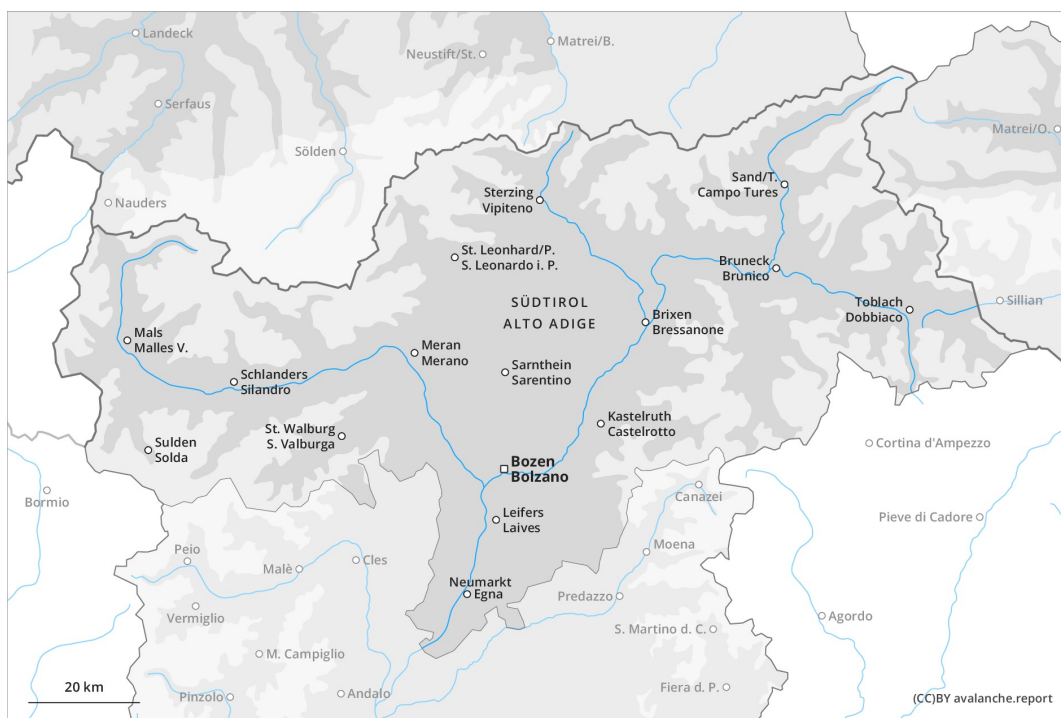 Landeck
Neustift/St.
Matrei/B.
Serfaus
Sölden
Matrei/O.
Nauders
Sterzing
Vipiteno
Sand/T.
Campo Tures
St. Leonhard/P.
S. Leonardo i. P.
Bruneck
Brunico
SÜDTIROL
ALTO ADIGE
Toblach
Dobbiaco
Sillian
Brixen
Bressanone
Mals
Malles V.
Meran
Merano
Sarnthein
Sarentino
Schlanders
Silandro
St. Walburg
S. Valburga
Kastelruth
Castelrotto
Sulden
Solda
Cortina d'Ampezzo
Bozen
Bolzano
Bormio
Canazei
Leifers
Laives
Pieve di Cadore
Peio
Malè
Cles
Moena
Neumarkt
Egna
Predazzo
Vermiglio
Agordo
S. Martino d. C.
M. Campiglio
20 km
Pinzolo
Andalo
Fiera d. P.
(CC)BY avalanche.report